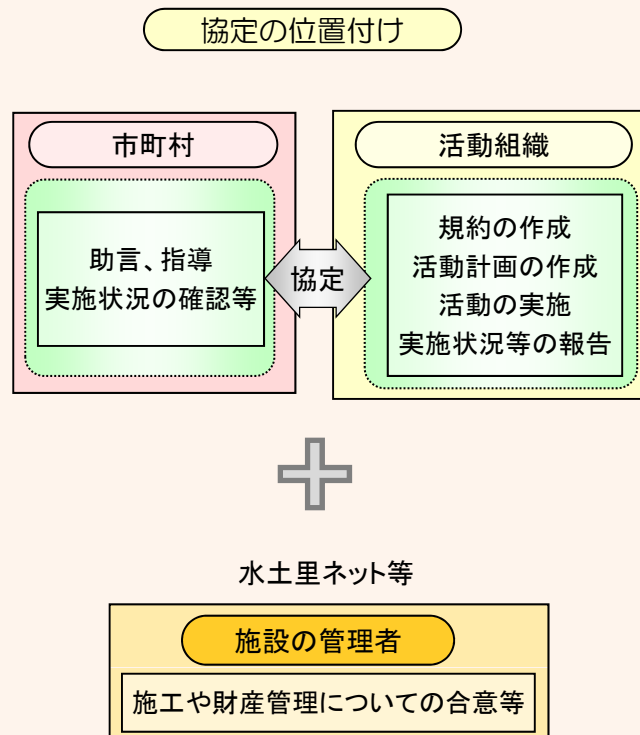 協定の位置付け
市町村
助言、指導
実施状況の確認等
協定
活動組織
規約の作成
活動計画の作成
活動の実施
実施状況等の報告
水土里ネット等
施設の管理者
施工や財産管理についての合意等